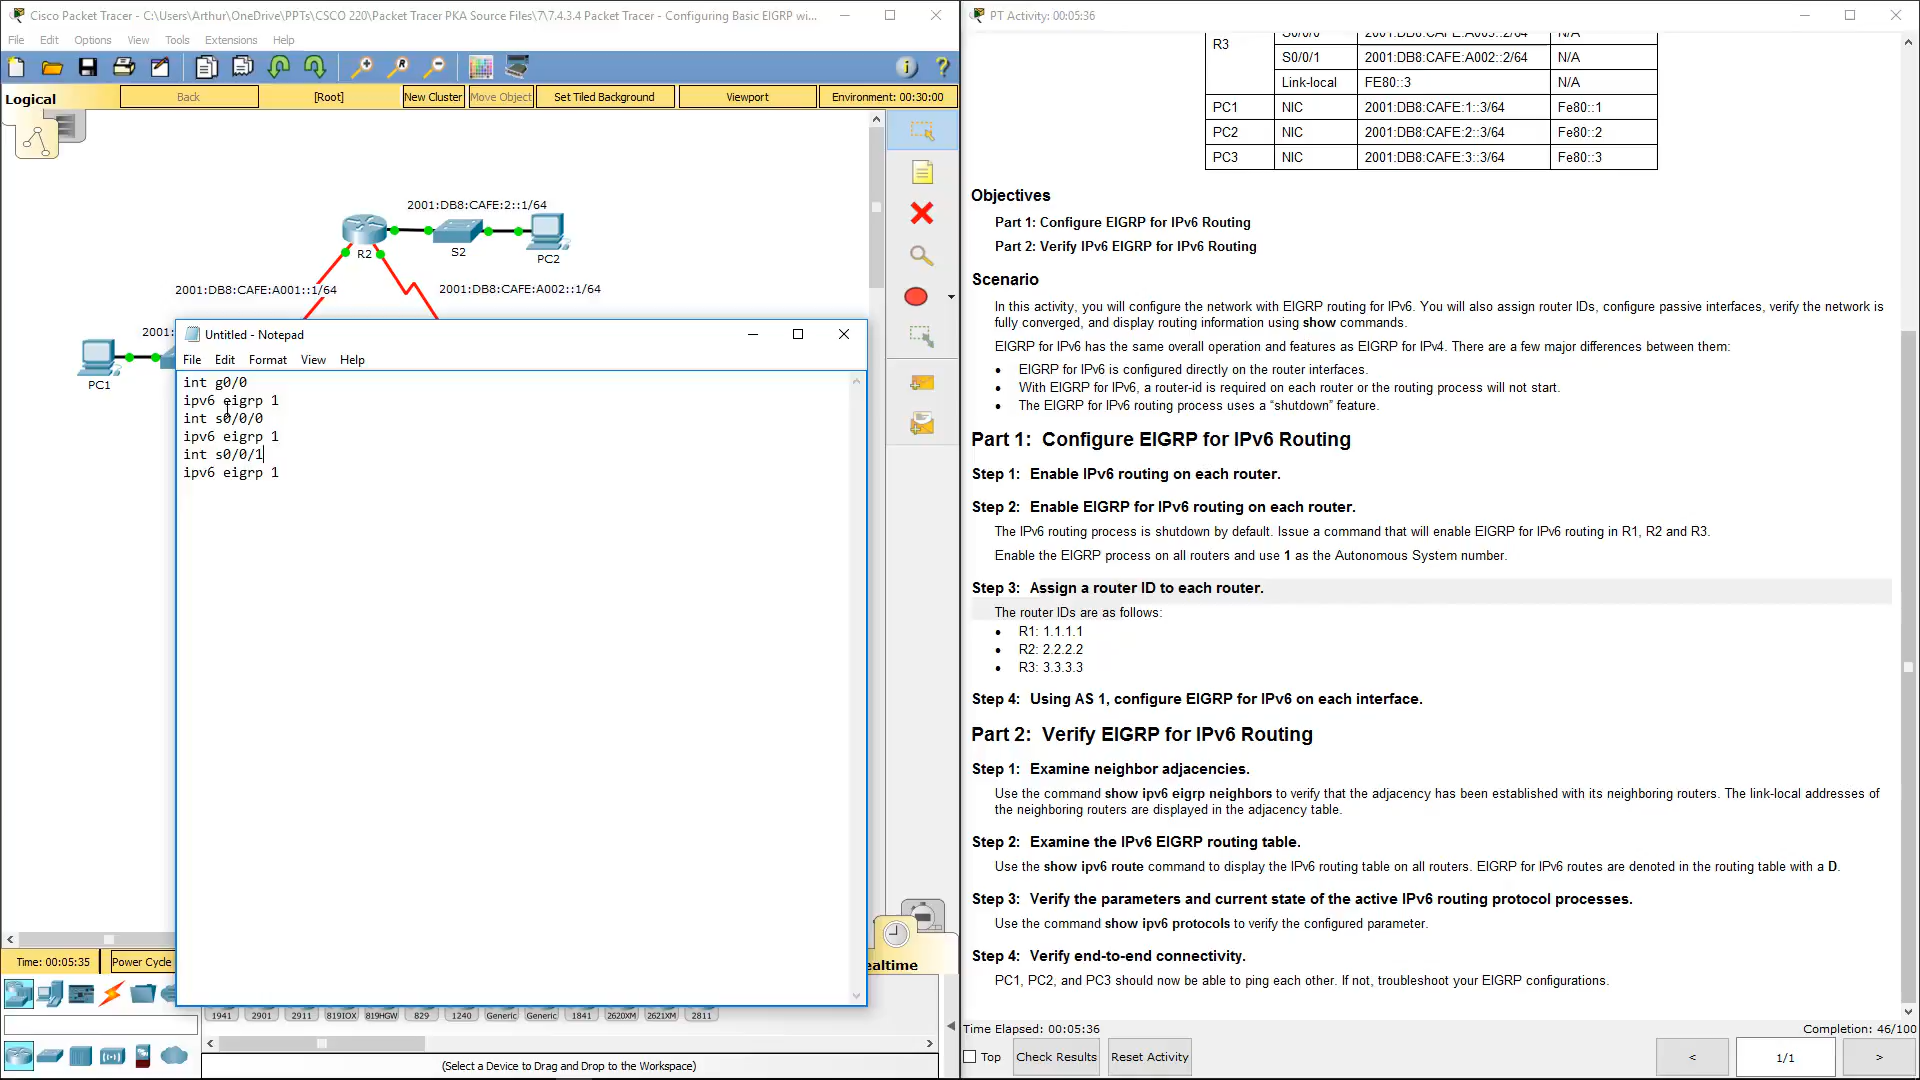 Cisco Packet Tracer - C:\Users\Arthur\OneDrive\PPTs\CSCO 220\Packet Tracer PKA Source Files\7\7.4.3.4 Packet Tracer - Configuring Basic EIGRP wi...
File Edit Options View Tools Extensions Help
Logical
Back
[Root]
New Cluster
Move Object
Set Tiled Background
Viewport
Environment: 00:30:00
2001:DB8:CAFE:2::1/64
R2
S2
PC2
2001:DB8:CAFE:A001::1/64
2001:DB8:CAFE:A002::1/64
2001:
PC1
Untitled - Notepad
File Edit Format View Help
int g0/0
ipv6 eigrp 1
int s0/0/0
ipv6 eigrp 1
int s0/0/1
ipv6 eigrp 1
Time: 00:05:35
Power Cycle
ealtime
1941 2901 2911 819IOX 819HGW 829 1240 Generic Generic 1841 2620XM 2621XM 2811
(Select a Device to Drag and Drop to the Workspace)
PT Activity: 00:05:36
R3
S0/0/1 2001:DB8:CAFE:A002::2/64 N/A
Link-local FE80::3 N/A
PC1 NIC 2001:DB8:CAFE:1::3/64 Fe80::1
PC2 NIC 2001:DB8:CAFE:2::3/64 Fe80::2
PC3 NIC 2001:DB8:CAFE:3::3/64 Fe80::3
Objectives
Part 1: Configure EIGRP for IPv6 Routing
Part 2: Verify IPv6 EIGRP for IPv6 Routing
Scenario
In this activity, you will configure the network with EIGRP routing for IPv6. You will also assign router IDs, configure passive interfaces, verify the network is
fully converged, and display routing information using show commands.
EIGRP for IPv6 has the same overall operation and features as EIGRP for IPv4. There are a few major differences between them:
• EIGRP for IPv6 is configured directly on the router interfaces.
• With EIGRP for IPv6, a router-id is required on each router or the routing process will not start.
• The EIGRP for IPv6 routing process uses a “shutdown” feature.
Part 1: Configure EIGRP for IPv6 Routing
Step 1: Enable IPv6 routing on each router.
Step 2: Enable EIGRP for IPv6 routing on each router.
The IPv6 routing process is shutdown by default. Issue a command that will enable EIGRP for IPv6 routing in R1, R2 and R3.
Enable the EIGRP process on all routers and use 1 as the Autonomous System number.
Step 3: Assign a router ID to each router.
The router IDs are as follows:
• R1: 1.1.1.1
• R2: 2.2.2.2
• R3: 3.3.3.3
Step 4: Using AS 1, configure EIGRP for IPv6 on each interface.
Part 2: Verify EIGRP for IPv6 Routing
Step 1: Examine neighbor adjacencies.
Use the command show ipv6 eigrp neighbors to verify that the adjacency has been established with its neighboring routers. The link-local addresses of
the neighboring routers are displayed in the adjacency table.
Step 2: Examine the IPv6 EIGRP routing table.
Use the show ipv6 route command to display the IPv6 routing table on all routers. EIGRP for IPv6 routes are denoted in the routing table with a D.
Step 3: Verify the parameters and current state of the active IPv6 routing protocol processes.
Use the command show ipv6 protocols to verify the configured parameter.
Step 4: Verify end-to-end connectivity.
PC1, PC2, and PC3 should now be able to ping each other. If not, troubleshoot your EIGRP configurations.
Time Elapsed: 00:05:36
Completion: 46/100
Top
Check Results
Reset Activity
<
1/1
>